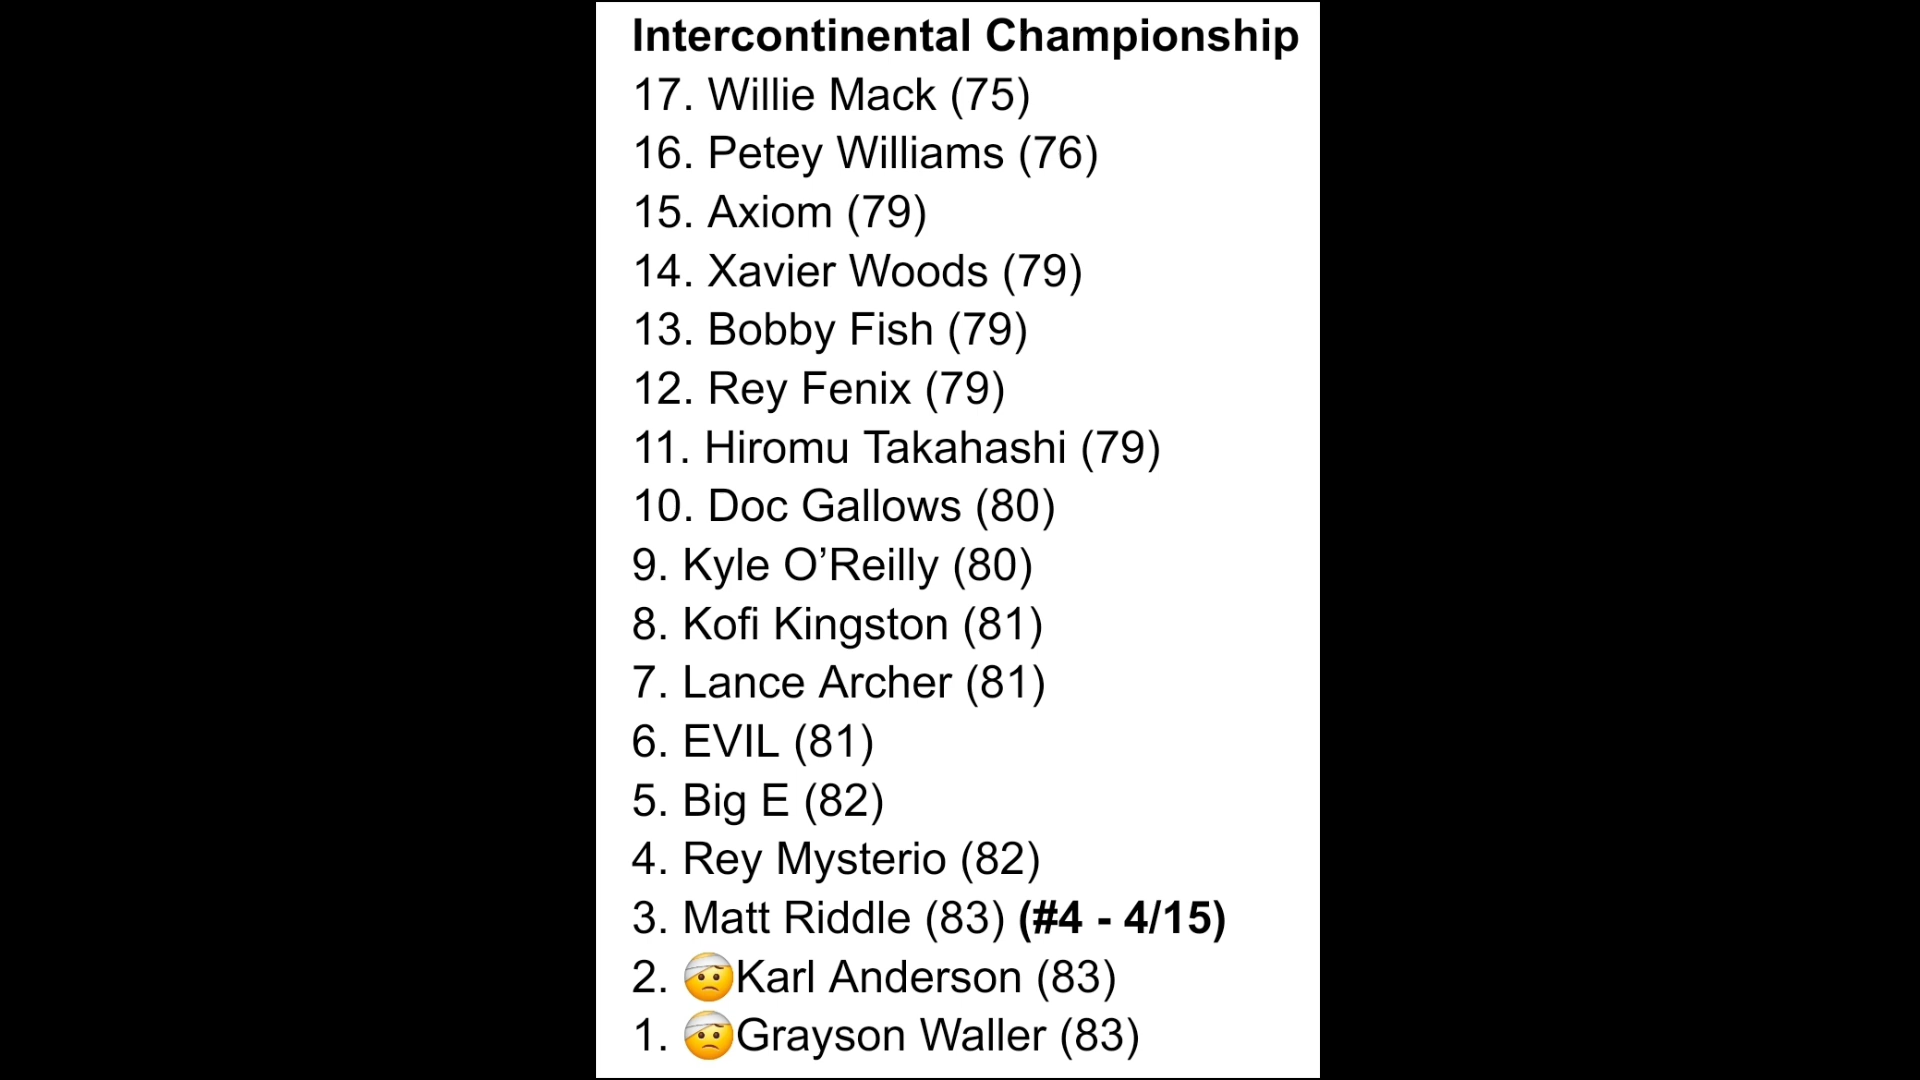 Intercontinental Championship
17. Willie Mack (75)
16. Petey Williams (76)
15. Axiom (79)
14. Xavier Woods (79)
13. Bobby Fish (79)
12. Rey Fenix (79)
11. Hiromu Takahashi (79)
10. Doc Gallows (80)
9. Kyle O’Reilly (80)
8. Kofi Kingston (81)
7. Lance Archer (81)
6. EVIL (81)
5. Big E (82)
4. Rey Mysterio (82)
3. Matt Riddle (83) (#4 - 4/15)
2. 🤕Karl Anderson (83)
1. 🤕Grayson Waller (83)